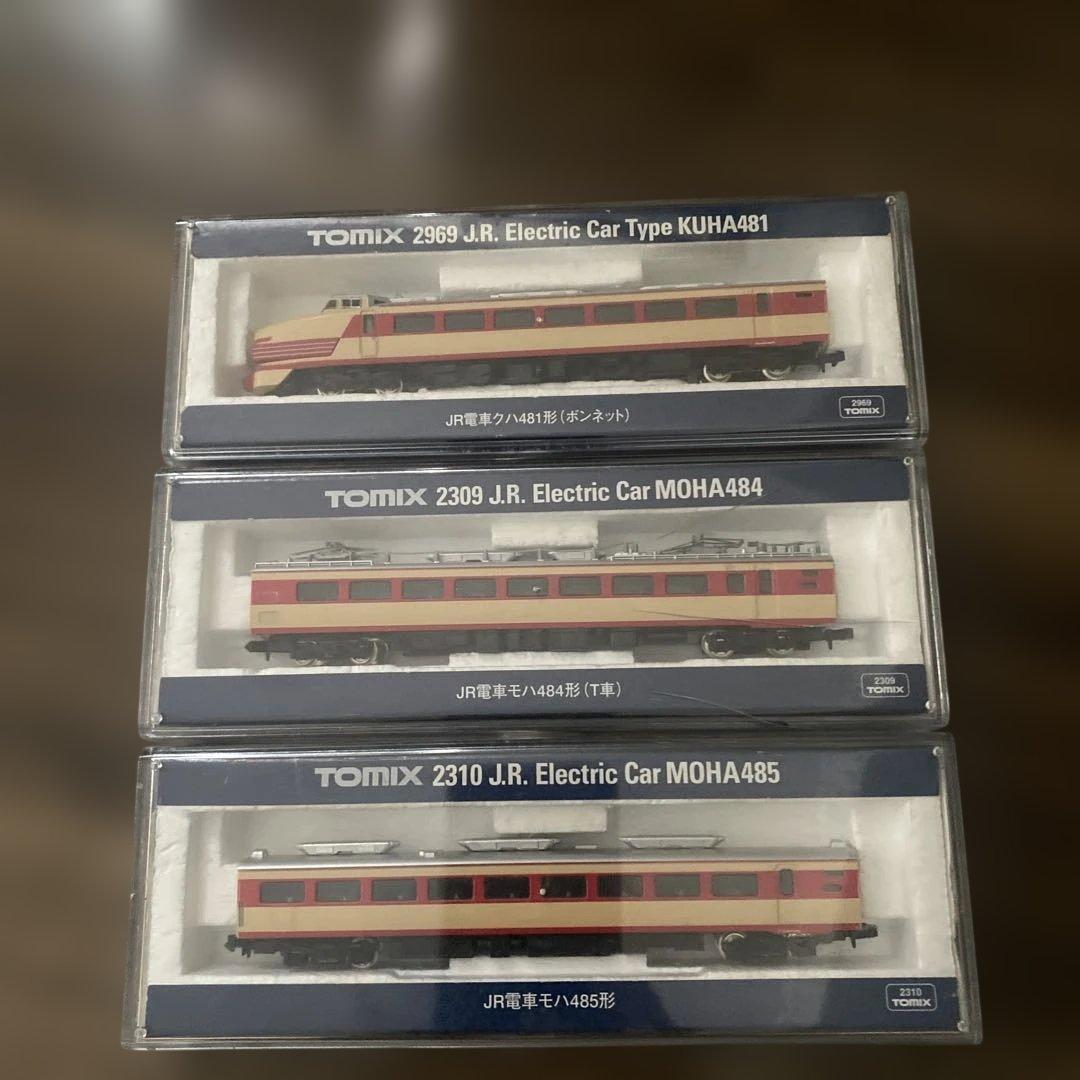 TOMIX 2969 J.R. Electric Car Type KUHA481
JR電車クハ481形(ボンネット)
2969
TOMIX
TOMIX 2309 J.R. Electric Car MOHA484
JR電車モハ484形(T車)
2309
TOMIX
TOMIX 2310 J.R. Electric Car MOHA485
JR電車モハ485形
2310
TOMIX